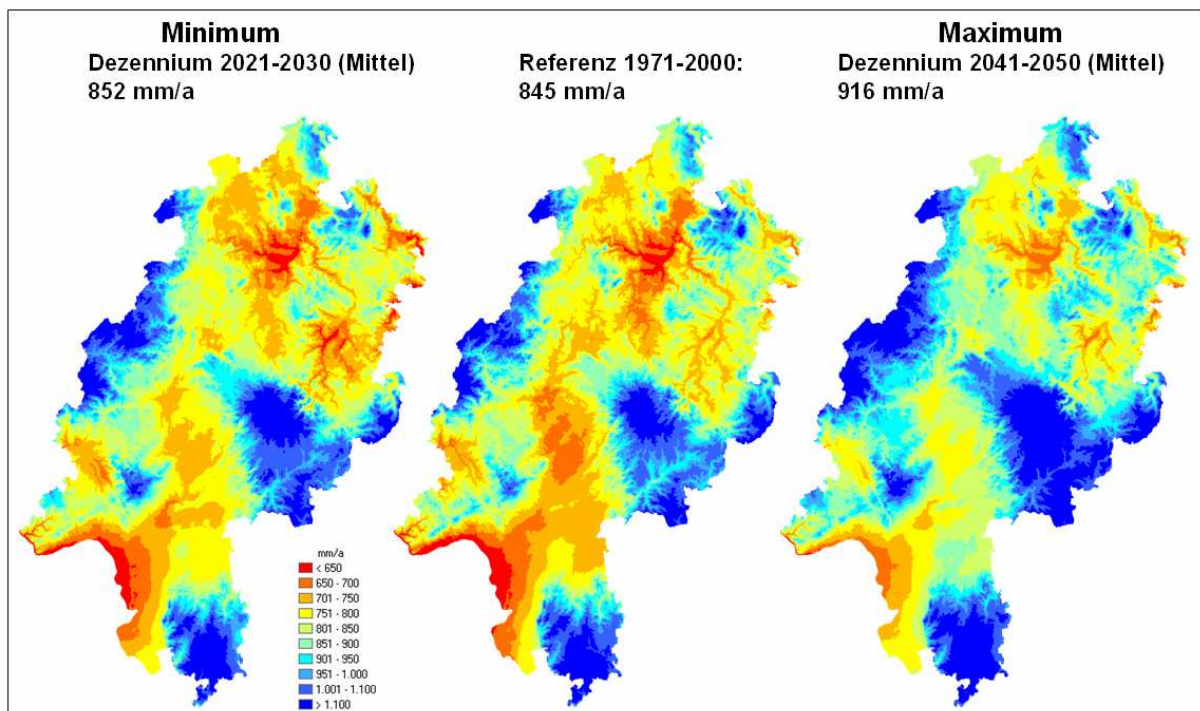 Minimum
Dezennium 2021-2030 (Mittel)
852 mm/a
Referenz 1971-2000:
845 mm/a
Maximum
Dezennium 2041-2050 (Mittel)
916 mm/a
mm/a
< 650
650 - 700
701 - 750
751 - 800
801 - 850
851 - 900
901 - 950
951 - 1.000
1.001 - 1.100
> 1.100